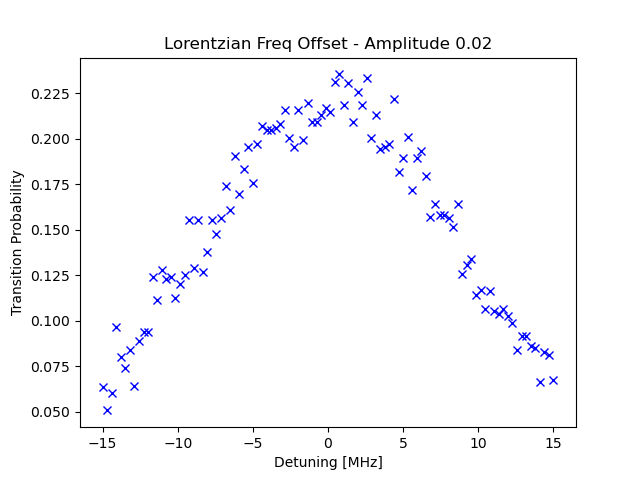 Lorentzian Freq Offset - Amplitude 0.02
Transition Probability
0.225
0.200
0.175
0.150
0.125
0.100
0.075
0.050
−15 −10 −5 0 5 10 15
Detuning [MHz]